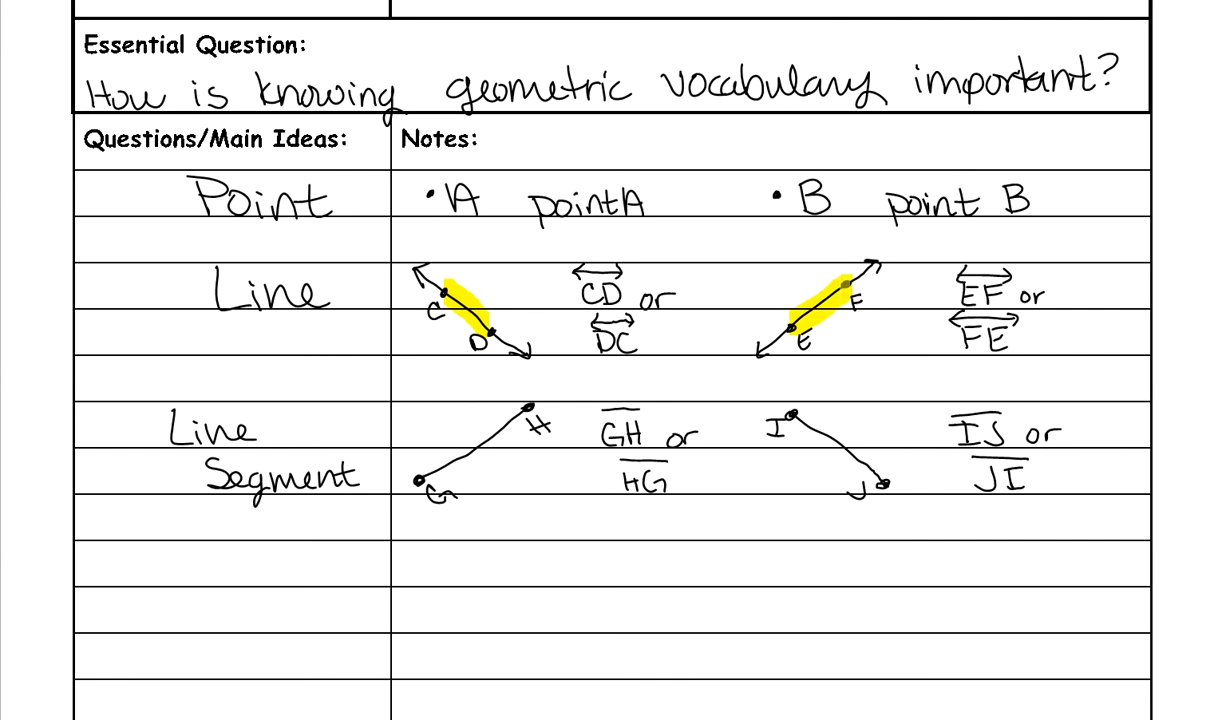 Essential Question:
How is knowing geometric vocabulary important?
Questions/Main Ideas: Notes:
Point •A point A •B point B
Line C D CD or DC E F EF or FE
Line Segment G H GH or HG I J IJ or JI